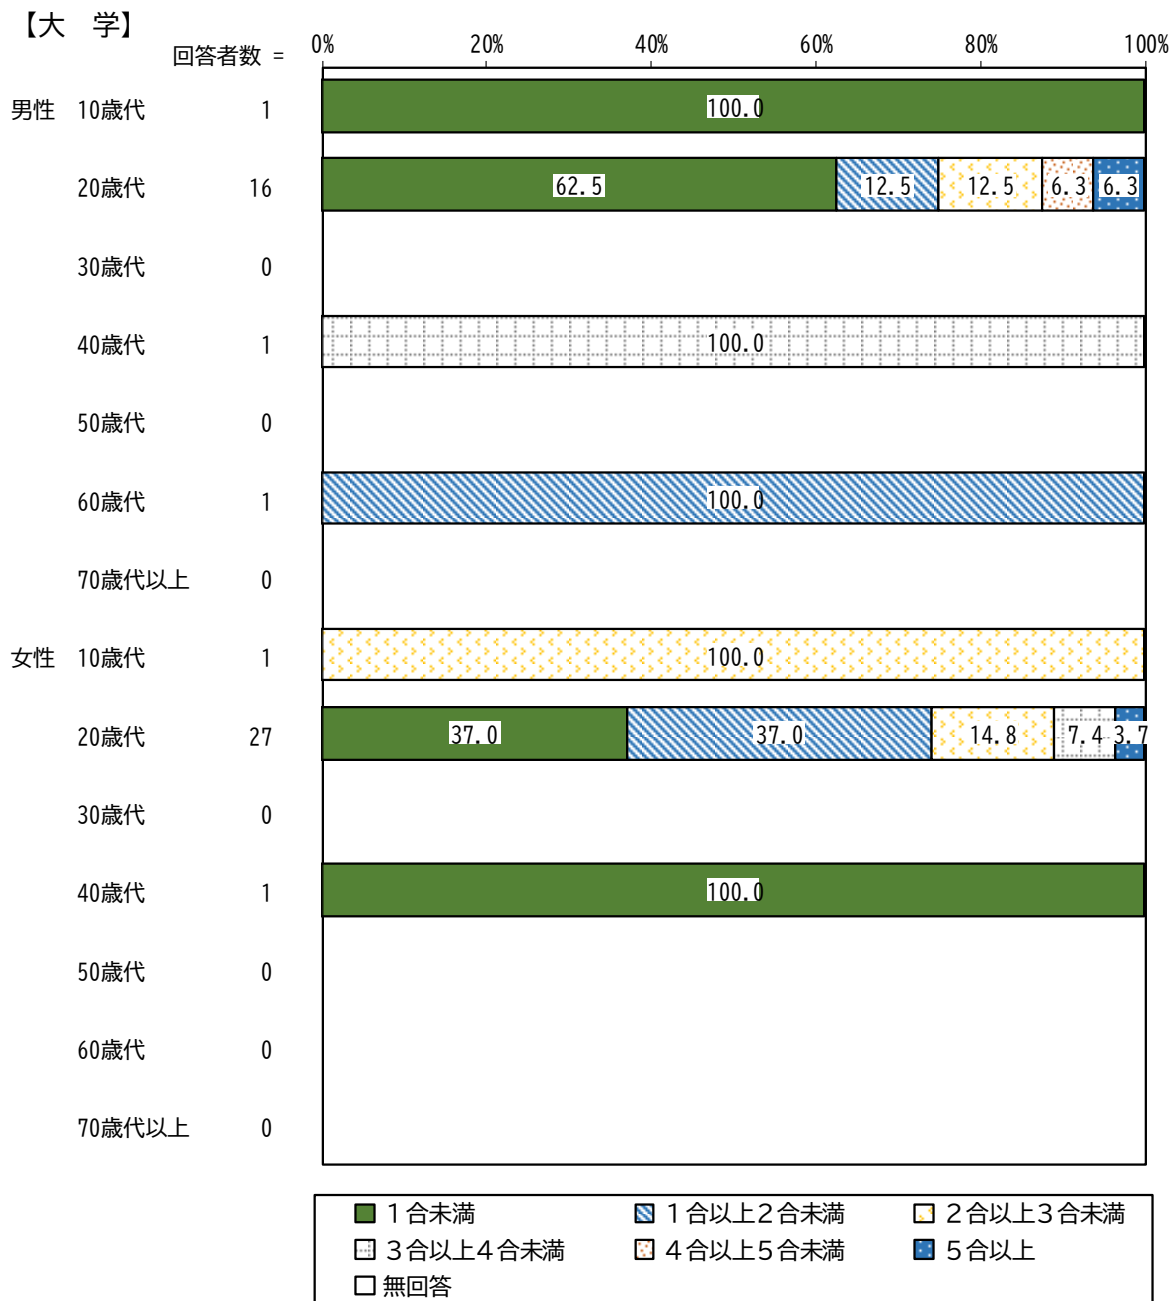 【大　学】
回答者数 =
0% 20% 40% 60% 80% 100%
男性 10歳代 1 100.0
20歳代 16 62.5 12.5 12.5 6.3 6.3
30歳代 0
40歳代 1 100.0
50歳代 0
60歳代 1 100.0
70歳代以上 0
女性 10歳代 1 100.0
20歳代 27 37.0 37.0 14.8 7.4 3.7
30歳代 0
40歳代 1 100.0
50歳代 0
60歳代 0
70歳代以上 0
１合未満 １合以上２合未満 ２合以上３合未満
３合以上４合未満 ４合以上５合未満 ５合以上
無回答